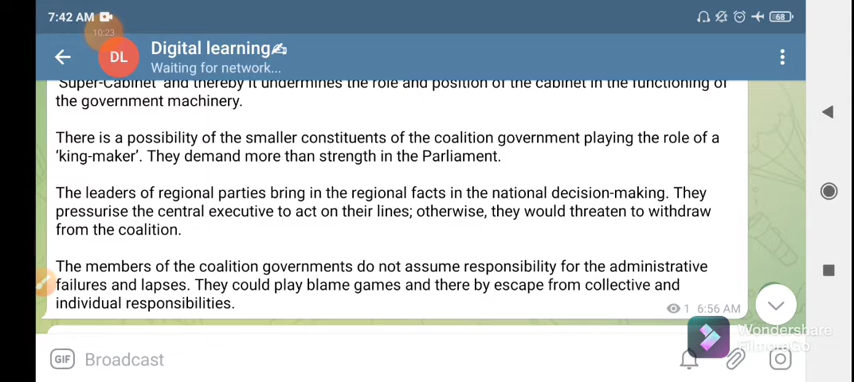 7:42 AM
68
10:23
DL
Digital learning✍
Waiting for network...
'Super-Cabinet' and thereby it undermines the role and position of the cabinet in the functioning of
the government machinery.
There is a possibility of the smaller constituents of the coalition government playing the role of a
‘king-maker’. They demand more than strength in the Parliament.
The leaders of regional parties bring in the regional facts in the national decision-making. They
pressurise the central executive to act on their lines; otherwise, they would threaten to withdraw
from the coalition.
The members of the coalition governments do not assume responsibility for the administrative
failures and lapses. They could play blame games and there by escape from collective and
individual responsibilities.
1 6:56 AM
Wondershare
FilmoraGo
GIF Broadcast